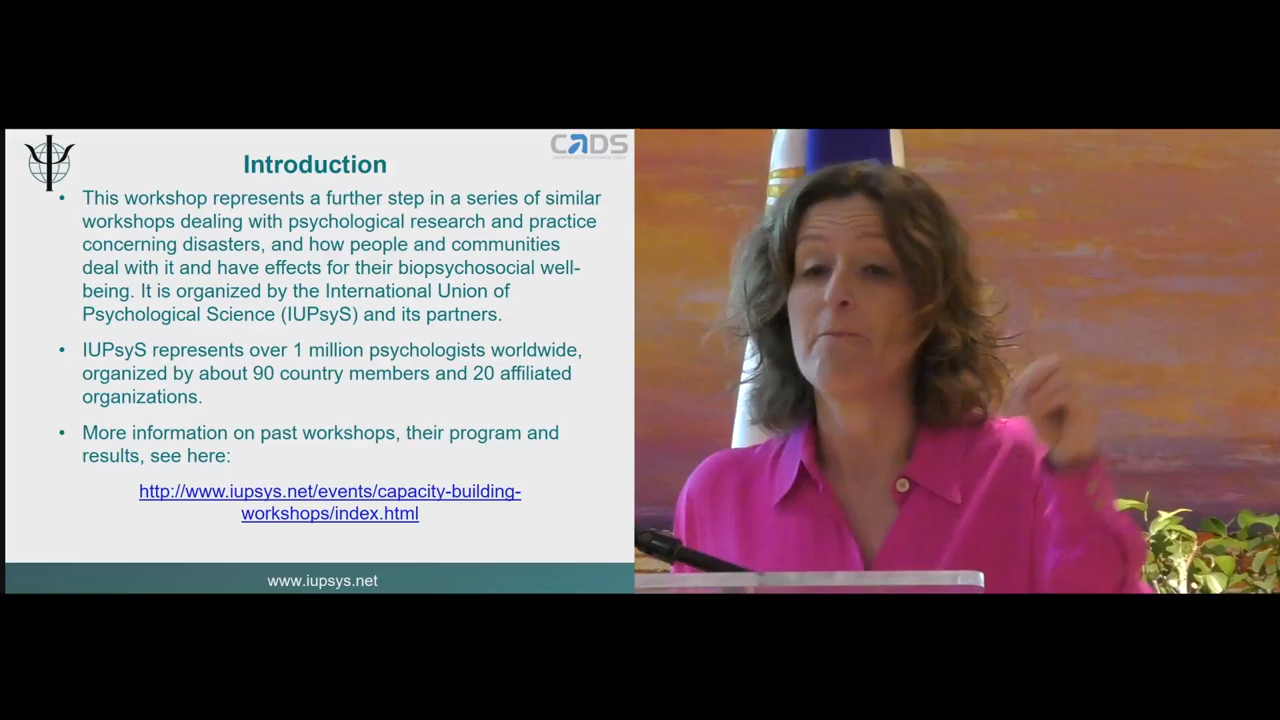 CADS
Introduction
• This workshop represents a further step in a series of similar
workshops dealing with psychological research and practice
concerning disasters, and how people and communities
deal with it and have effects for their biopsychosocial well-
being. It is organized by the International Union of
Psychological Science (IUPsyS) and its partners.
• IUPsyS represents over 1 million psychologists worldwide,
organized by about 90 country members and 20 affiliated
organizations.
• More information on past workshops, their program and
results, see here:
http://www.iupsys.net/events/capacity-building-
workshops/index.html
www.iupsys.net